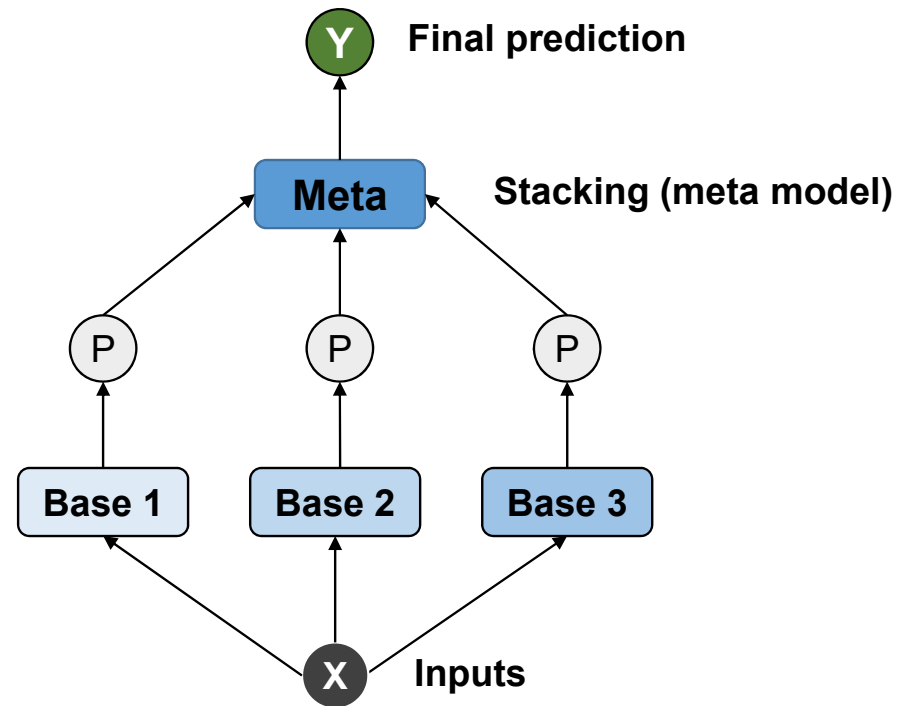 Y Final prediction
Meta Stacking (meta model)
P P P
Base 1 Base 2 Base 3
X Inputs